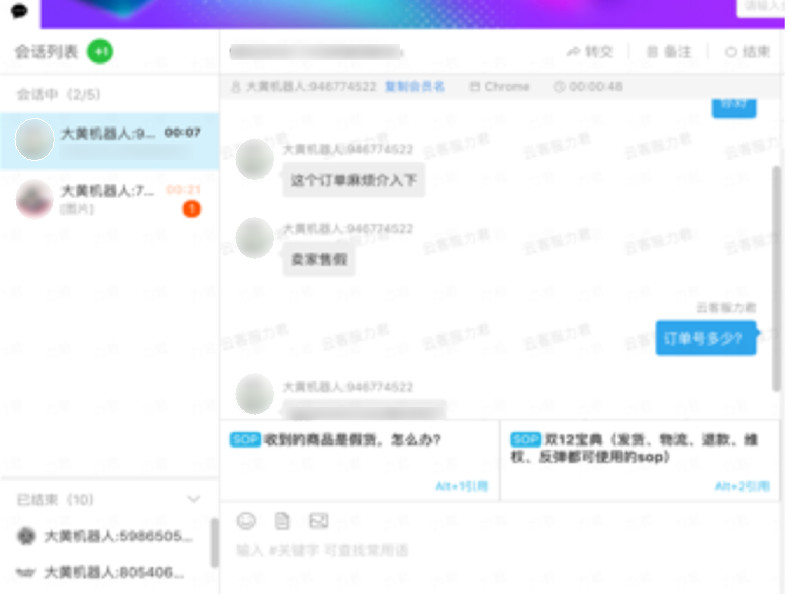 请输入
会话列表 +1
转交 备注 结束
会话中（2/5）
大黄机器人:946774522 复制会员名 Chrome 00:00:48
你好
大黄机器人:9... 00:07
大黄机器人:7... 00:21
[图片] 1
大黄机器人:946774522
这个订单麻烦介入下
大黄机器人:946774522
卖家售假
云客服力君
订单号多少？
大黄机器人:946774522
SOP 收到的商品是假货，怎么办？
Alt+1引用
SOP 双12宝典（发货、物流、退款、维
权、反弹都可使用的sop）
Alt+2引用
已结束（10）
大黄机器人:5986505...
大黄机器人:805406...
输入 #关键字 可查找常用语